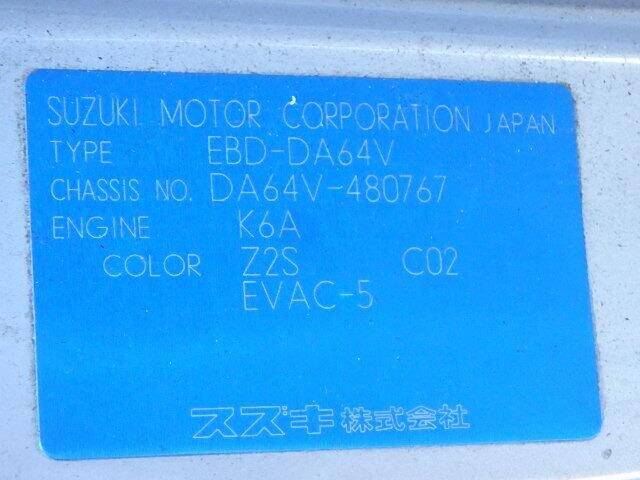 SUZUKI MOTOR CORPORATION JAPAN
TYPE EBD-DA64V
CHASSIS NO. DA64V-480767
ENGINE K6A
COLOR Z2S C02
EVAC-5
スズキ株式会社